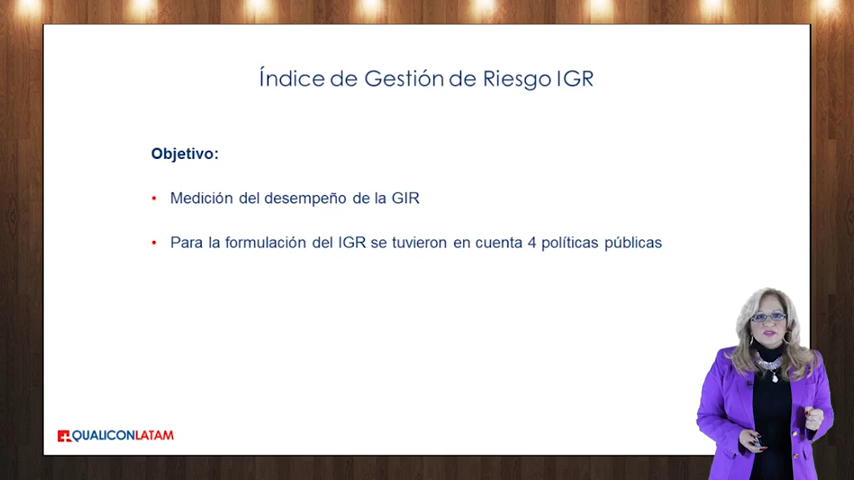 Índice de Gestión de Riesgo IGR
Objetivo:
• Medición del desempeño de la GIR
• Para la formulación del IGR se tuvieron en cuenta 4 políticas públicas
QUALICONLATAM